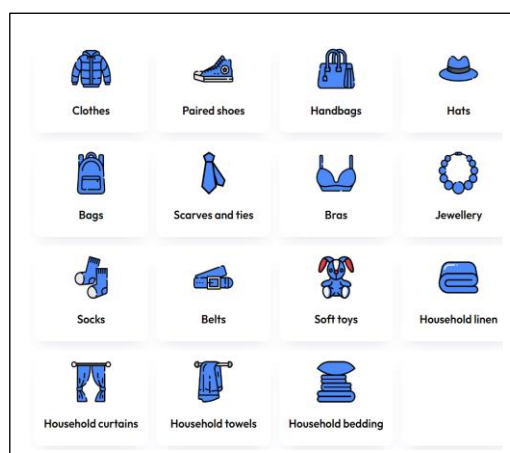 Clothes
Paired shoes
Handbags
Hats
Bags
Scarves and ties
Bras
Jewellery
Socks
Belts
Soft toys
Household linen
Household curtains
Household towels
Household bedding